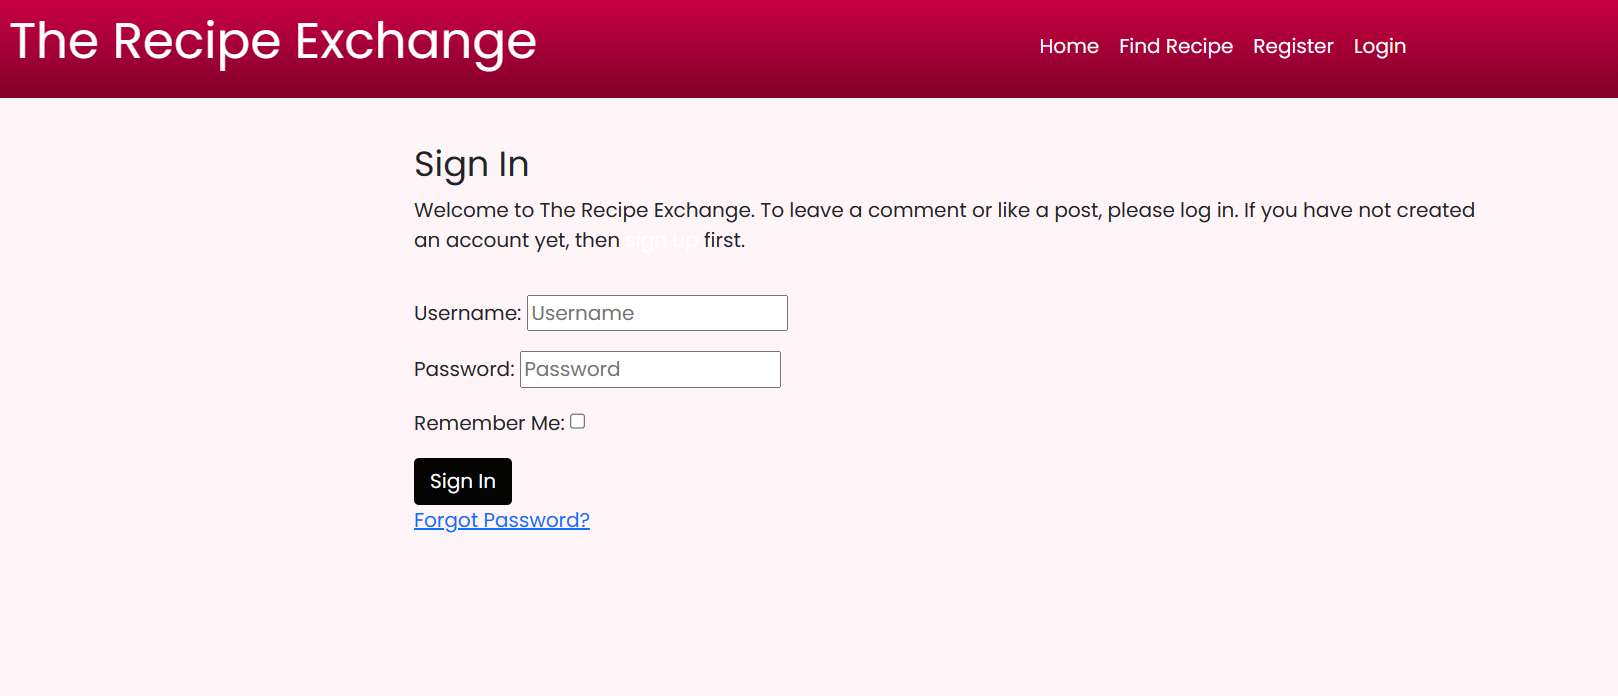 The Recipe Exchange
Home Find Recipe Register Login
Sign In
Welcome to The Recipe Exchange. To leave a comment or like a post, please log in. If you have not created
an account yet, then sign up first.
Username: Username
Password: Password
Remember Me:
Sign In
Forgot Password?